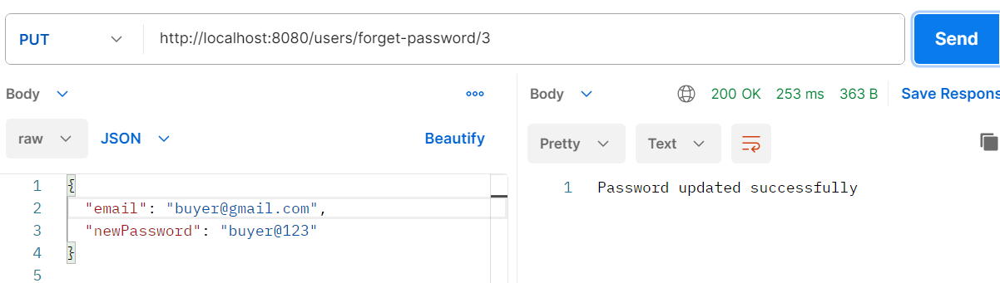 PUT
http://localhost:8080/users/forget-password/3
Send
Body
raw
JSON
Beautify
1 {
2 "email": "buyer@gmail.com",
3 "newPassword": "buyer@123"
4 }
5
Body
200 OK 253 ms 363 B Save Respons
Pretty
Text
1 Password updated successfully